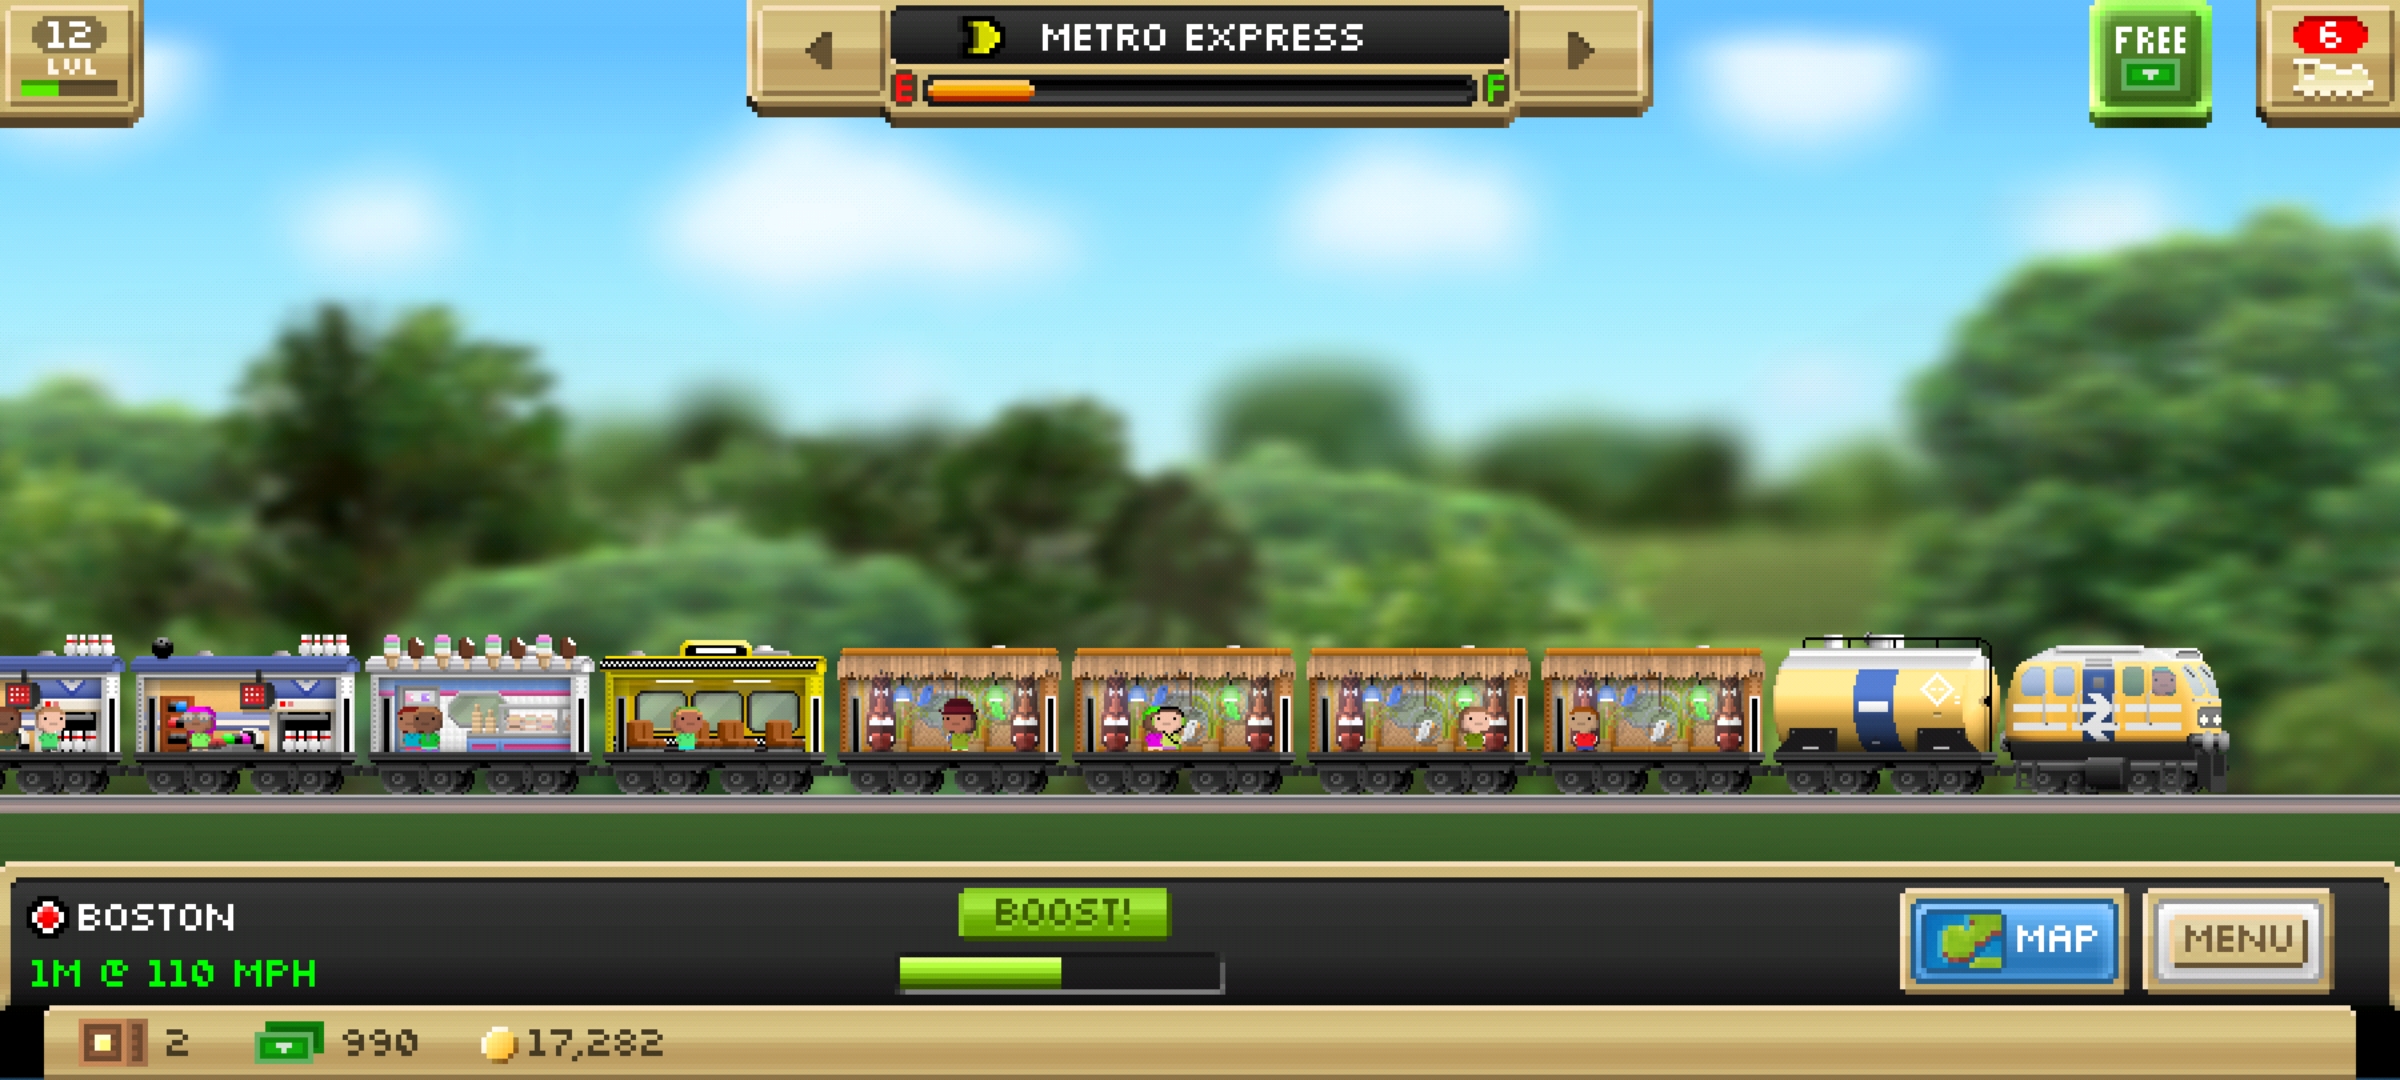 12
LVL
METRO EXPRESS
E
F
FREE
6
BOSTON
1M @ 110 MPH
BOOST!
MAP
MENU
2
990
17,282